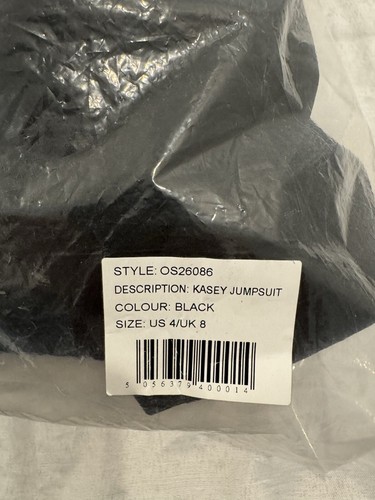 STYLE: OS26086
DESCRIPTION: KASEY JUMPSUIT
COLOUR: BLACK
SIZE: US 4/UK 8
5 056379 400014